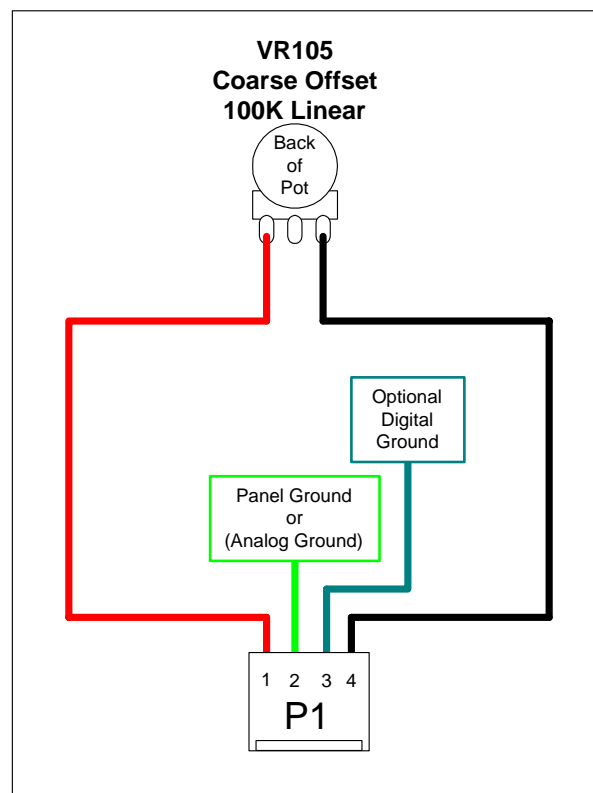 VR105
Coarse Offset
100K Linear
Back
of
Pot
Optional
Digital
Ground
Panel Ground
or
(Analog Ground)
1 2 3 4
P1